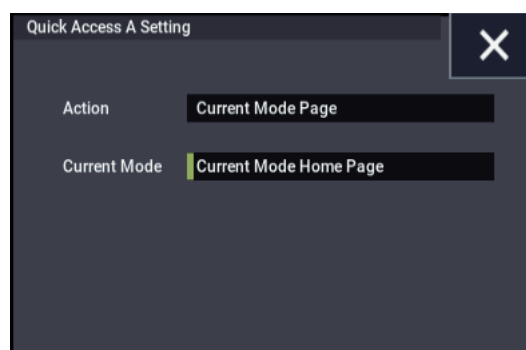 Quick Access A Setting
Action
Current Mode Page
Current Mode
Current Mode Home Page